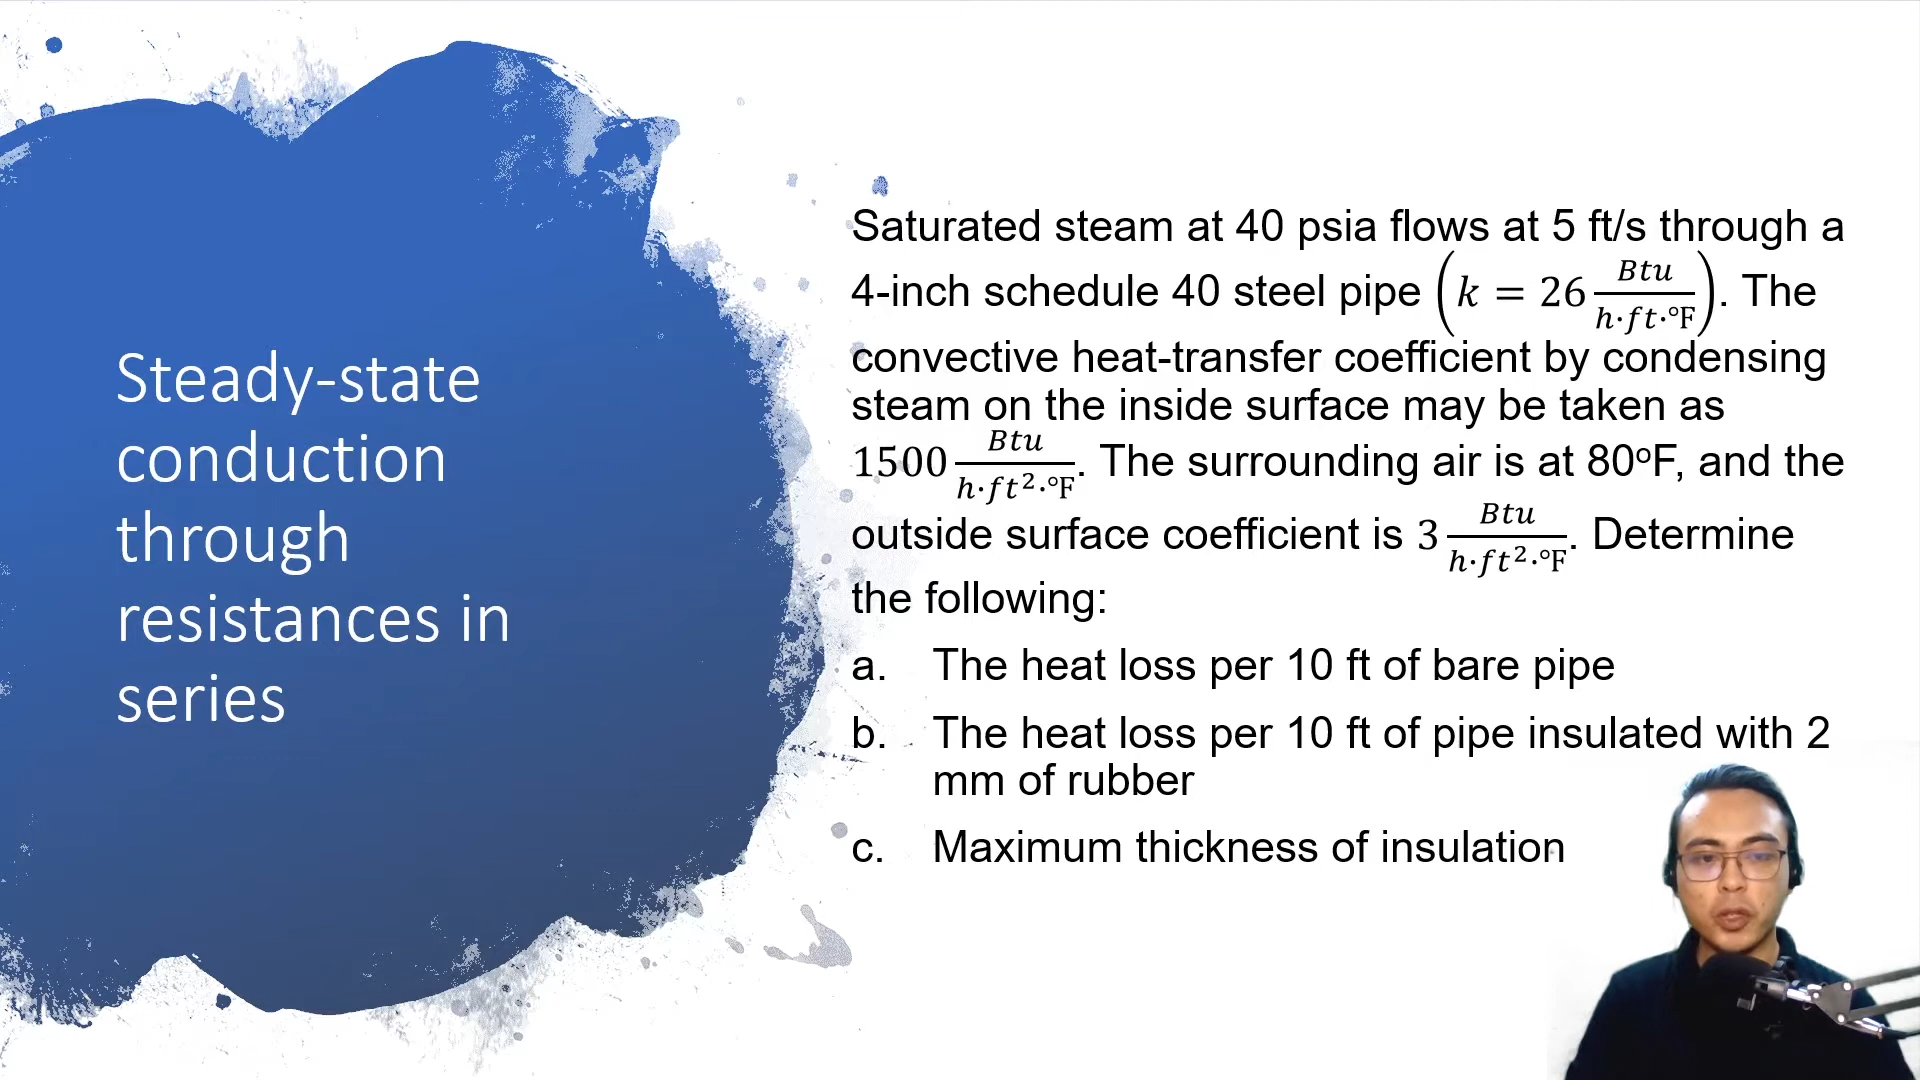 Steady-state
conduction
through
resistances in
series
Saturated steam at 40 psia flows at 5 ft/s through a
4-inch schedule 40 steel pipe (k = 26 Btu/(h·ft·°F)). The
convective heat-transfer coefficient by condensing
steam on the inside surface may be taken as
1500 Btu/(h·ft²·°F). The surrounding air is at 80°F, and the
outside surface coefficient is 3 Btu/(h·ft²·°F). Determine
the following:
a. The heat loss per 10 ft of bare pipe
b. The heat loss per 10 ft of pipe insulated with 2
mm of rubber
c. Maximum thickness of insulation